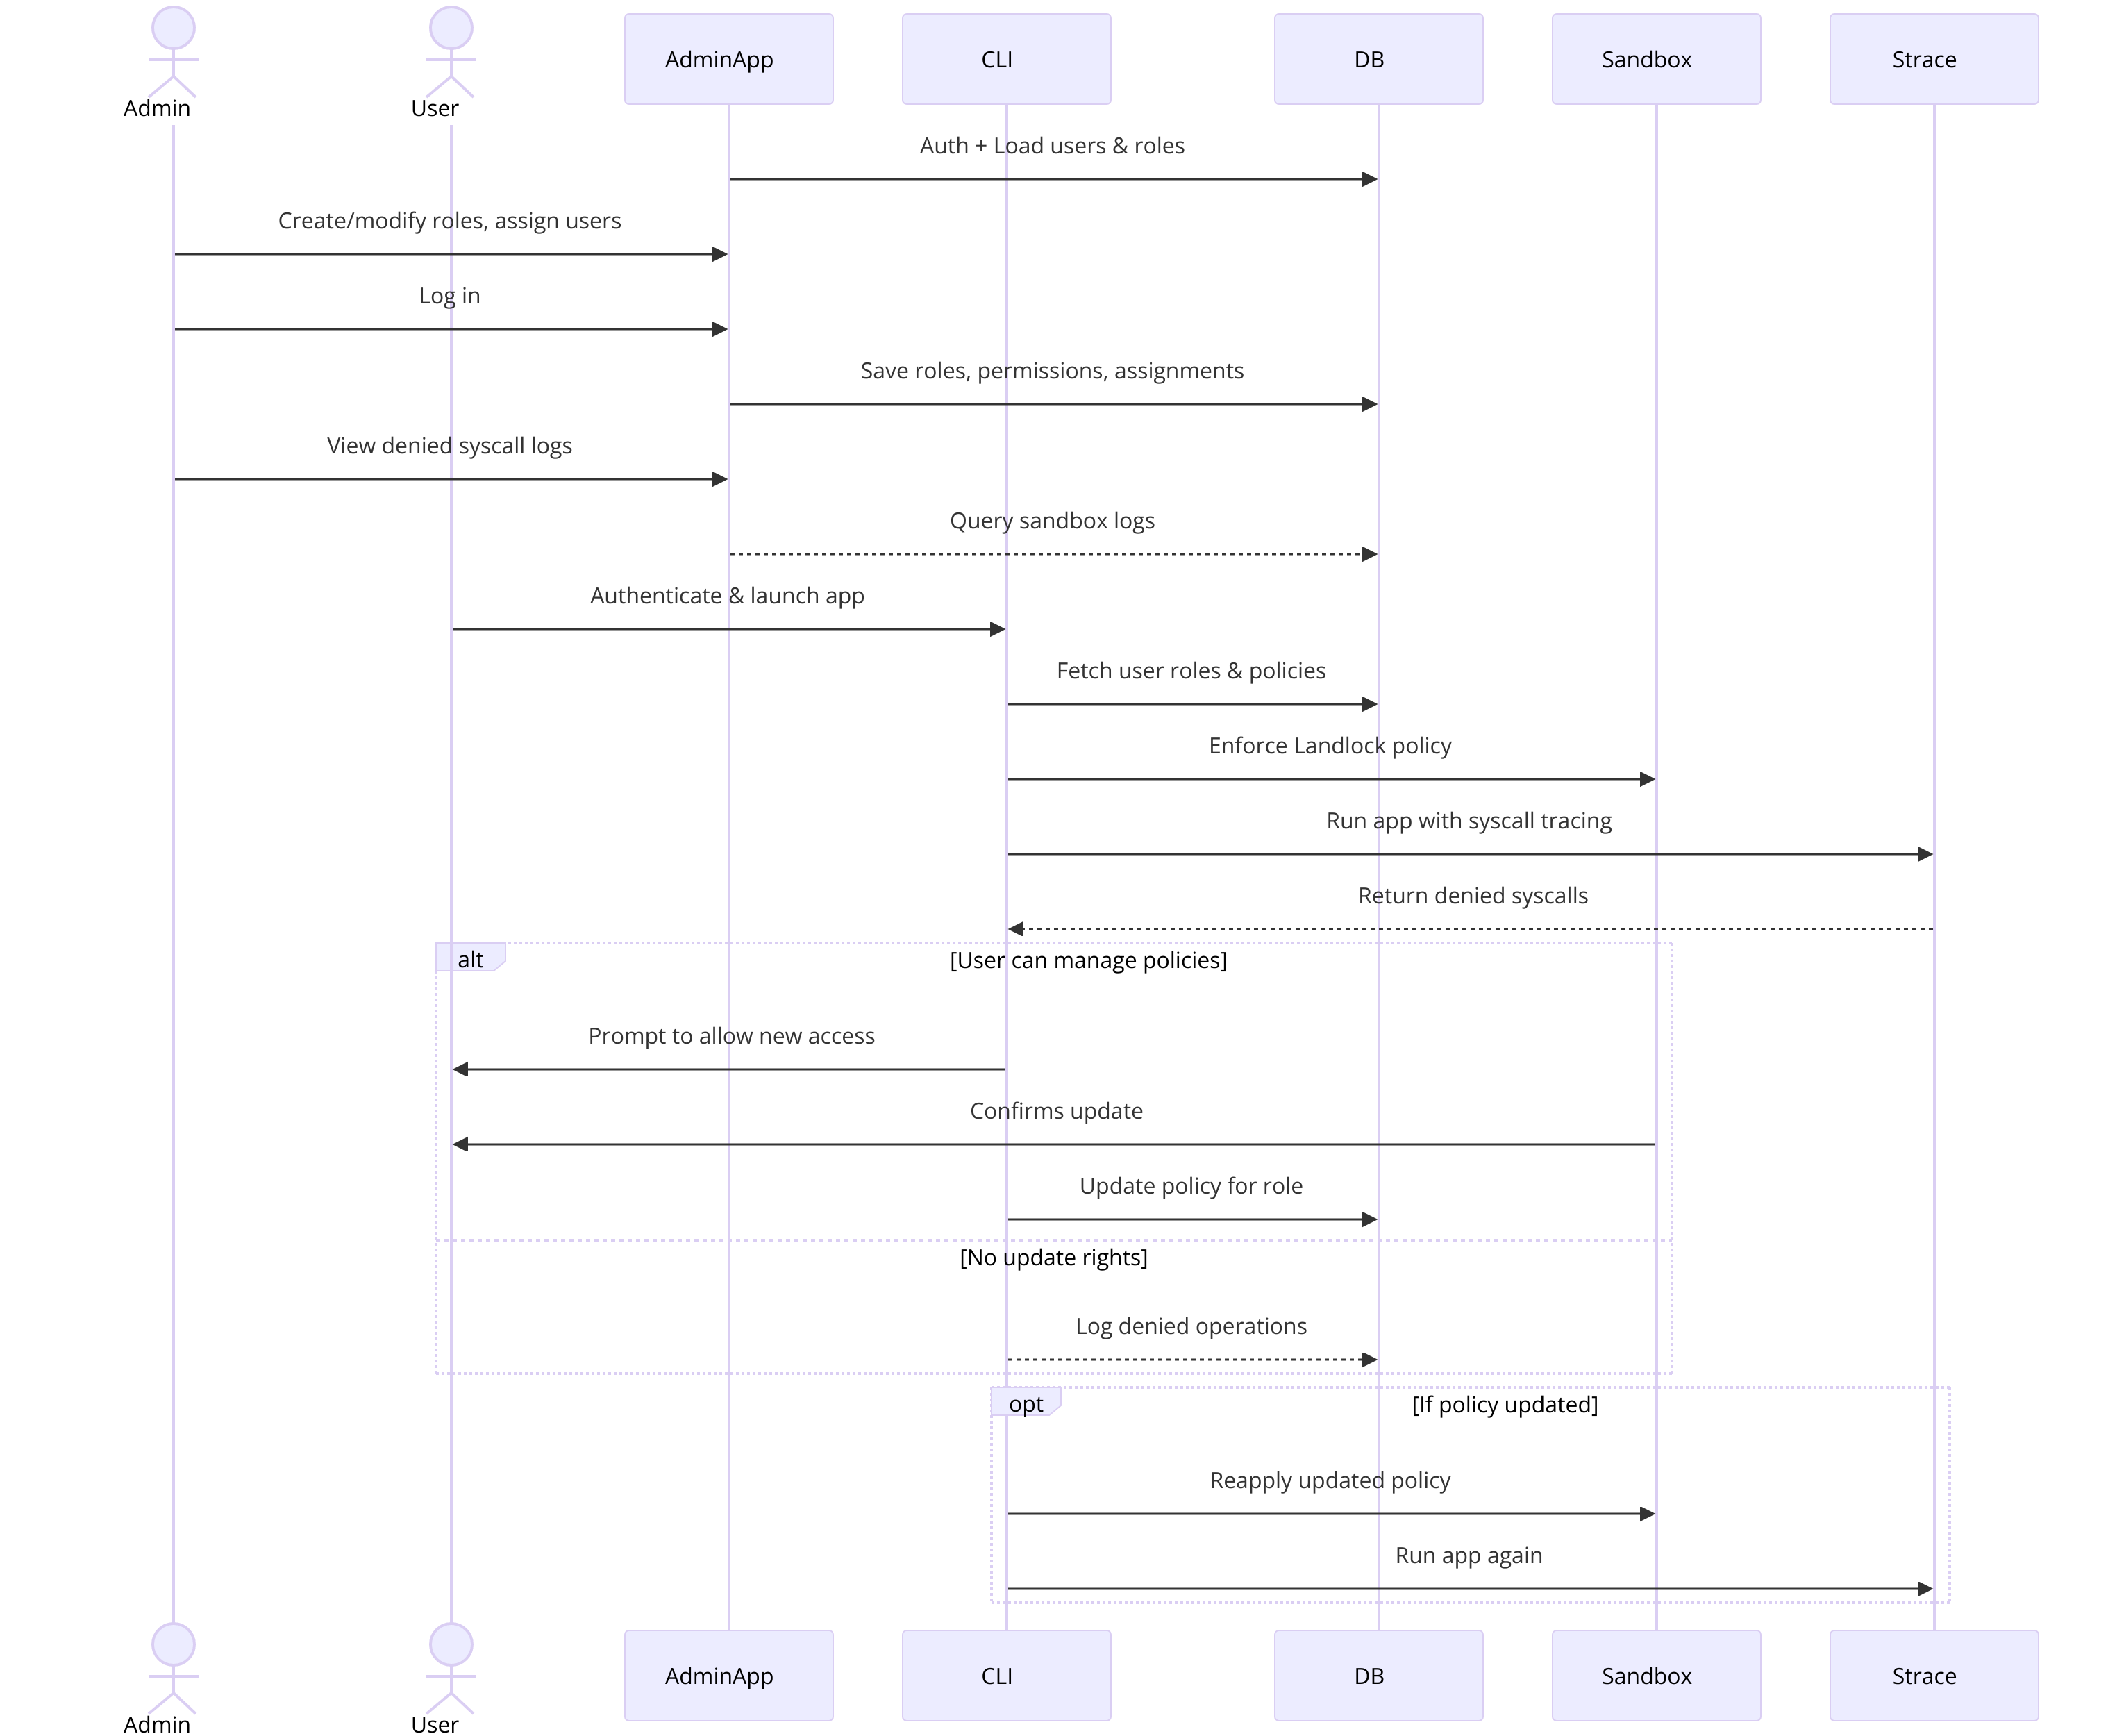 Admin
User
AdminApp
CLI
DB
Sandbox
Strace
Auth + Load users & roles
Create/modify roles, assign users
Log in
Save roles, permissions, assignments
View denied syscall logs
Query sandbox logs
Authenticate & launch app
Fetch user roles & policies
Enforce Landlock policy
Run app with syscall tracing
Return denied syscalls
alt
[User can manage policies]
Prompt to allow new access
Confirms update
Update policy for role
[No update rights]
Log denied operations
opt
[If policy updated]
Reapply updated policy
Run app again
Admin
User
AdminApp
CLI
DB
Sandbox
Strace